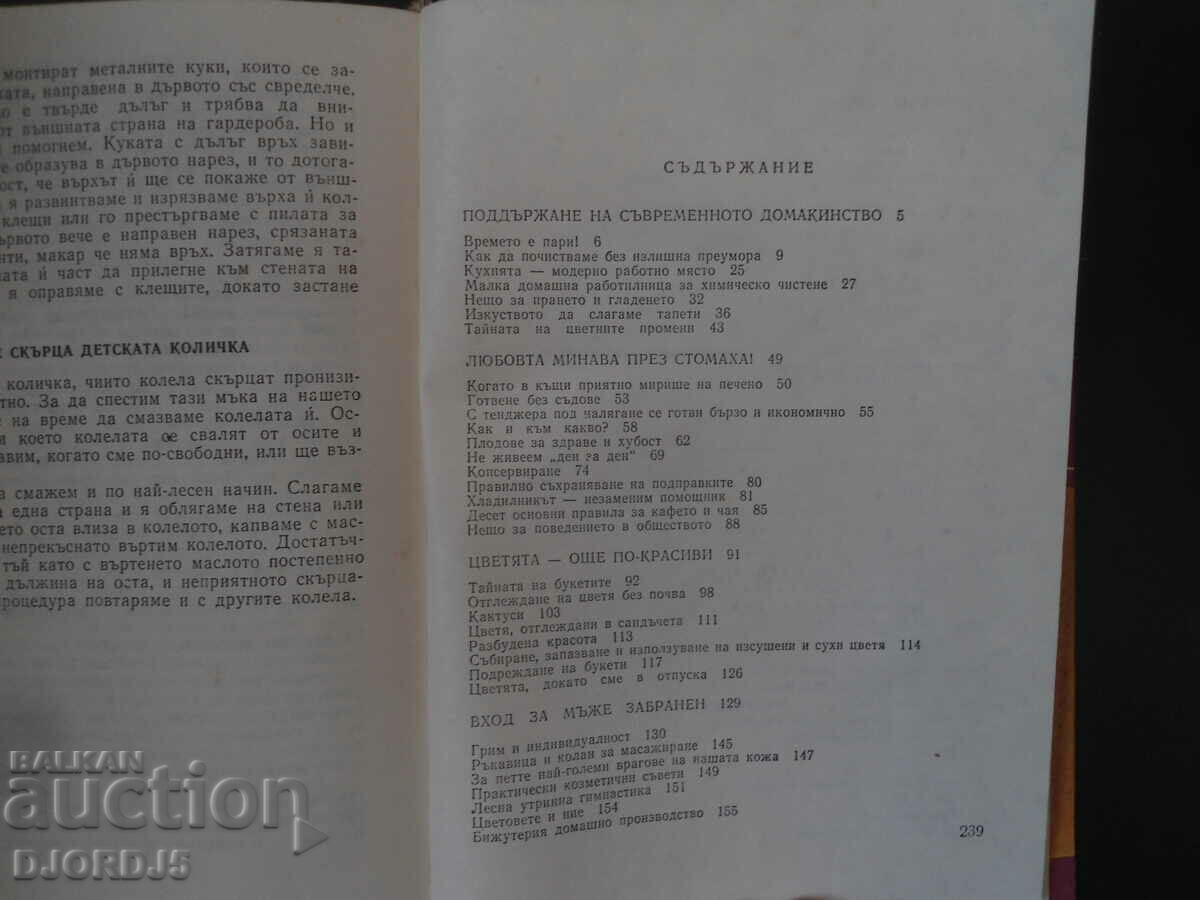 монтират металните куки, които се за-
ката, направена в дървото със свределче,
о е твърде дълъг и трябва да вни-
от външната страна на гардероба. Но и
помогнем. Куката с дълъг връх зави-
е образува в дървото нарез, и то дотога-
ост, че върхът ѝ ще се покаже от външ-
я развинтваме и изрязваме върха ѝ кол-
клещи или го престъргваме с пилата за
ървото вече е направен нарез, срязаната
нти, макар че няма връх. Затягаме я та-
ната ѝ част да прилегне към стената на
я оправяме с клещите, докато застане
СКЪРЦА ДЕТСКАТА КОЛИЧКА
количка, чиито колела скърцат пронизи-
тно. За да спестим тази мъка на нашето
е на време да смазваме колелата ѝ. Ос-
и което колелата се свалят от осите и
авим, когато сме по-свободни, или ще въз-
а смажем и по най-лесен начин. Слагаме
а една страна и я облягаме на стена или
ето оста влиза в колелото, капваме с мас-
непрекъснато въртим колелото. Достатъч-
тъй като с въртенето маслото постепенно
дължина на оста, и неприятното скърца-
процедура повтаряме и с другите колела.
СЪДЪРЖАНИЕ
ПОДДЪРЖАНЕ НА СЪВРЕМЕННОТО ДОМАКИНСТВО 5
Времето е пари! 6
Как да почистваме без излишна преумора 9
Кухнята — модерно работно място 25
Малка домашна работилница за химическо чистене 27
Нещо за прането и гладенето 32
Изкуството да слагаме тапети 36
Тайната на цветните промени 43
ЛЮБОВТА МИНАВА ПРЕЗ СТОМАХА! 49
Когато в къщи приятно мирише на печено 50
Готвене без съдове 53
С тенджера под налягане се готви бързо и икономично 55
Как и към какво? 58
Плодове за здраве и хубост 62
Не живеем „ден за ден" 69
Консервиране 74
Правилно съхраняване на подправките 80
Хладилникът — незаменим помощник 81
Десет основни правила за кафето и чая 85
Нещо за поведението в обществото 88
ЦВЕТЯТА — ОЩЕ ПО-КРАСИВИ 91
Тайната на букетите 92
Отглеждане на цветя без почва 98
Кактуси 103
Цветя, отглеждани в сандъчета 111
Разбудена красота 113
Събиране, запазване и използуване на изсушени и сухи цветя 114
Подреждане на букети 117
Цветята, докато сме в отпуска 126
ВХОД ЗА МЪЖЕ ЗАБРАНЕН 129
Грим и индивидуалност 130
Ръкавица и колан за масажиране 145
За петте най-големи врагове на нашата кожа 147
Практически козметични съвети 149
Лесна утринна гимнастика 151
Цветовете и ние 154
Бижутерия домашно производство 155
239
BALKAN
auction
DJORDJ5